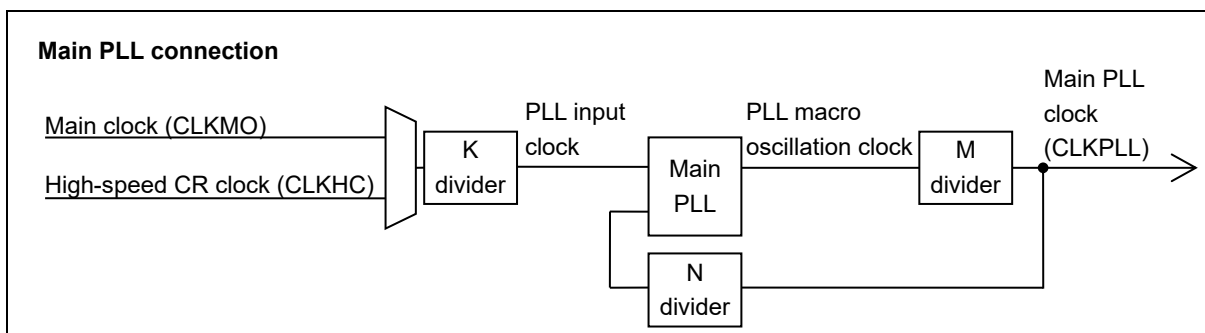 Main PLL connection
Main clock (CLKMO)
High-speed CR clock (CLKHC)
K
divider
PLL input
clock
Main
PLL
PLL macro
oscillation clock
M
divider
Main PLL
clock
(CLKPLL)
N
divider